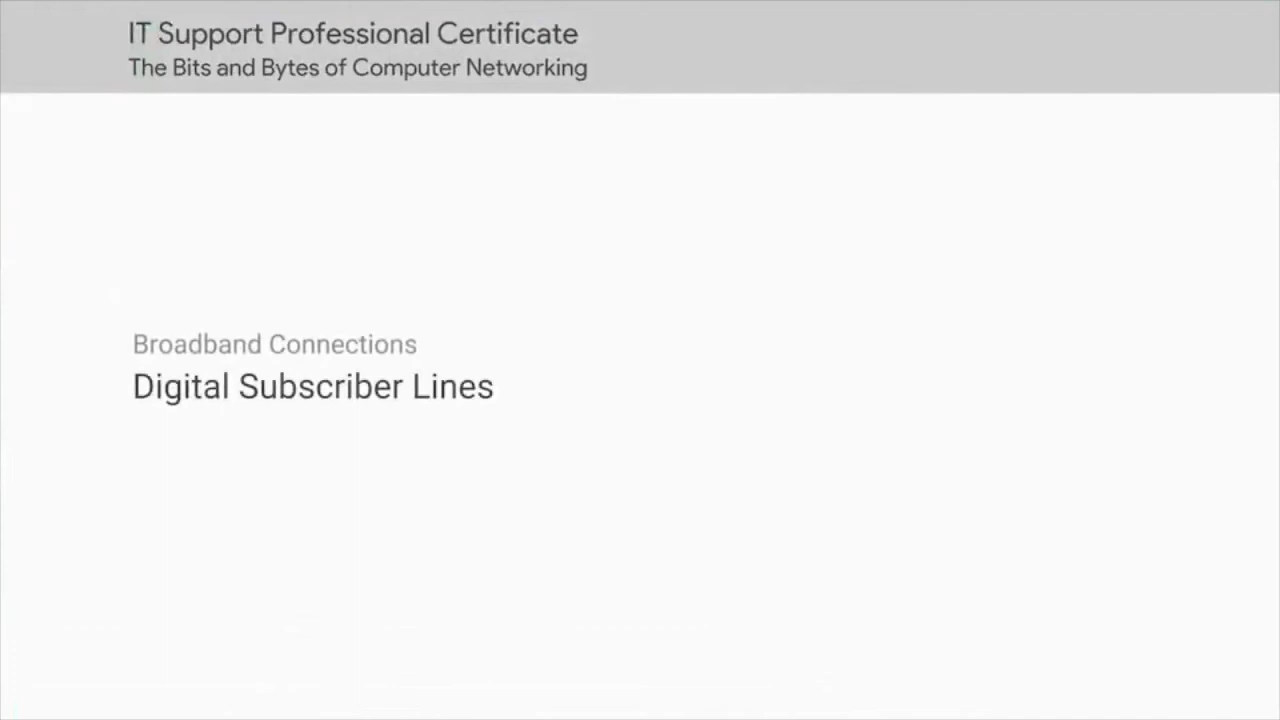 IT Support Professional Certificate
The Bits and Bytes of Computer Networking
Broadband Connections
Digital Subscriber Lines